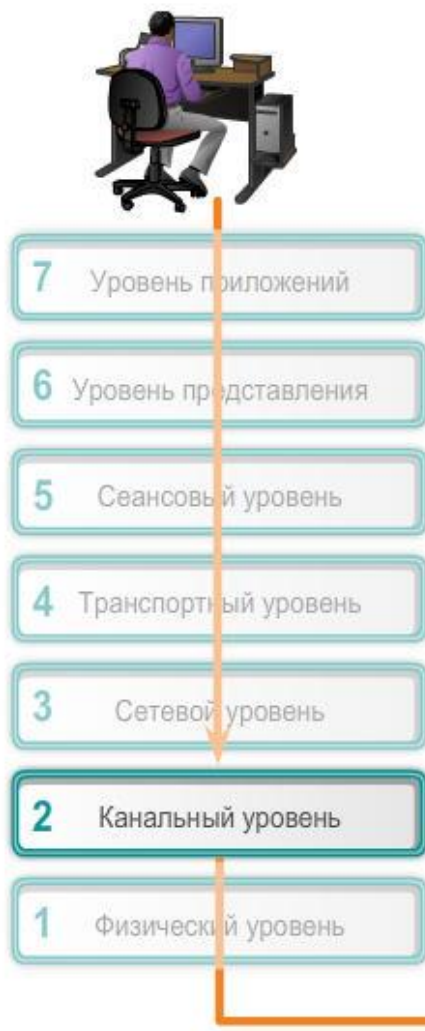 7 Уровень приложений
6 Уровень представления
5 Сеансовый уровень
4 Транспортный уровень
3 Сетевой уровень
2 Канальный уровень
1 Физический уровень